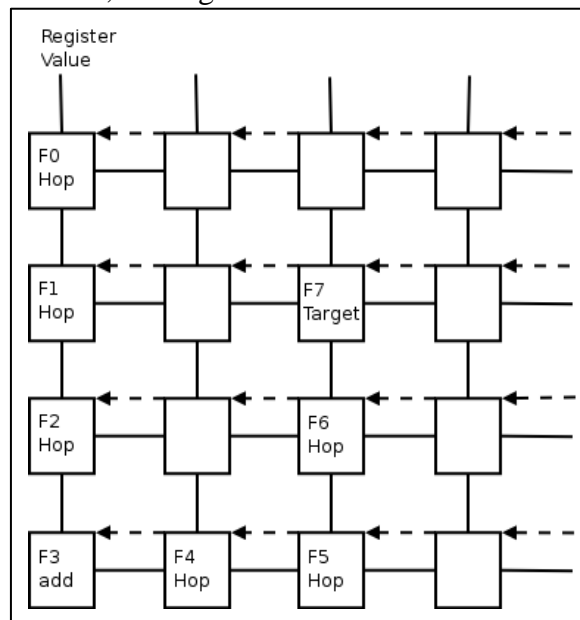 Register
Value
F0
Hop
F1
Hop
F7
Target
F2
Hop
F6
Hop
F3
add
F4
Hop
F5
Hop